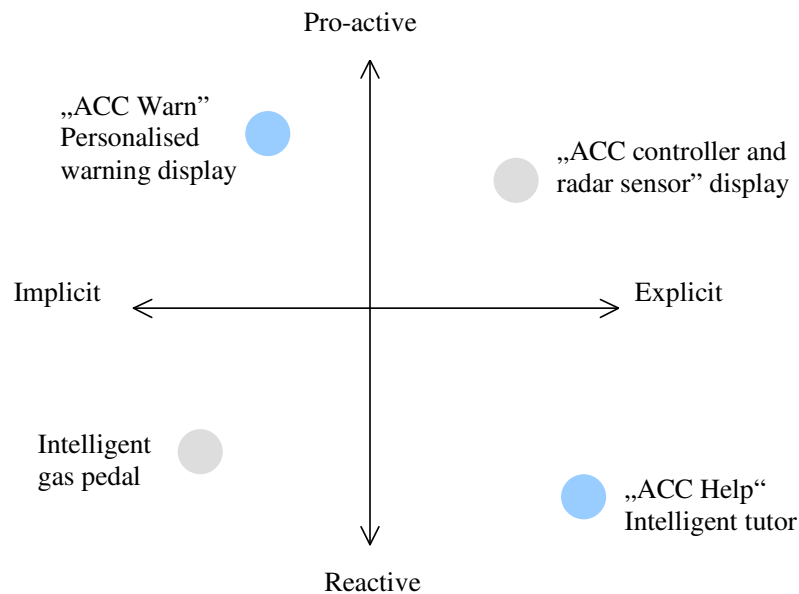 Pro-active
„ACC Warn”
Personalised
warning display
„ACC controller and
radar sensor” display
Implicit
Explicit
Intelligent
gas pedal
„ACC Help“
Intelligent tutor
Reactive